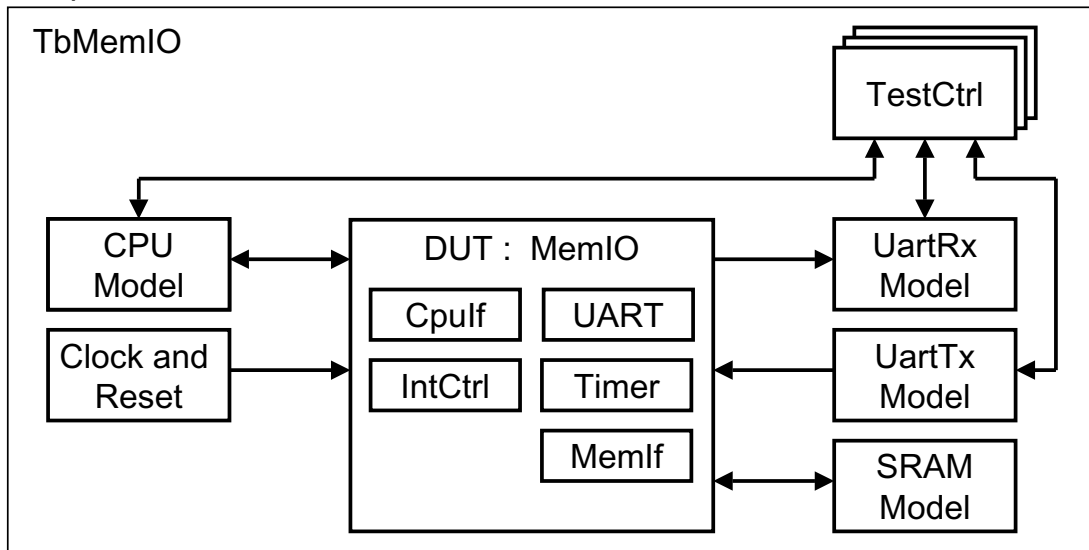 TbMemIO
TestCtrl
CPU
Model
DUT : MemIO
UartRx
Model
CpuIf
UART
Clock and
Reset
IntCtrl
Timer
UartTx
Model
MemIf
SRAM
Model